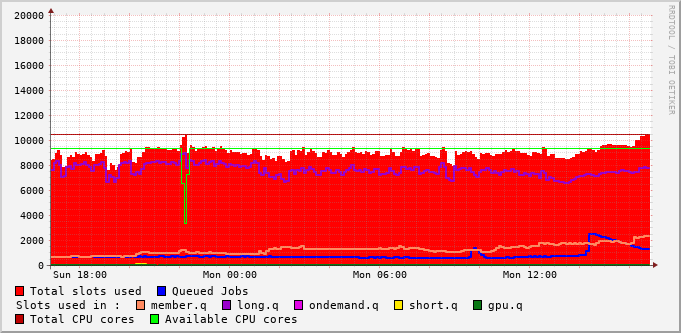 RRDTOOL / TOBI OETIKER
20000
18000
16000
14000
12000
10000
8000
6000
4000
2000
0
Sun 18:00 Mon 00:00 Mon 06:00 Mon 12:00
Total slots used Queued Jobs
Slots used in : member.q long.q ondemand.q short.q gpu.q
Total CPU cores Available CPU cores